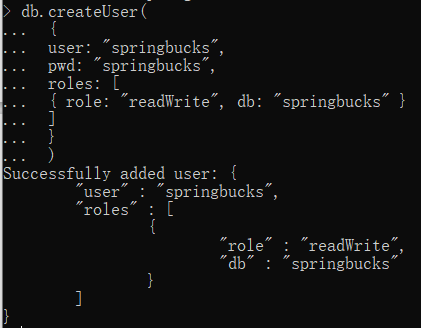 > db.createUser(
... {
... user: "springbucks",
... pwd: "springbucks",
... roles: [
... { role: "readWrite", db: "springbucks" }
... ]
... }
... )
Successfully added user: {
"user" : "springbucks",
"roles" : [
{
"role" : "readWrite",
"db" : "springbucks"
}
]
}